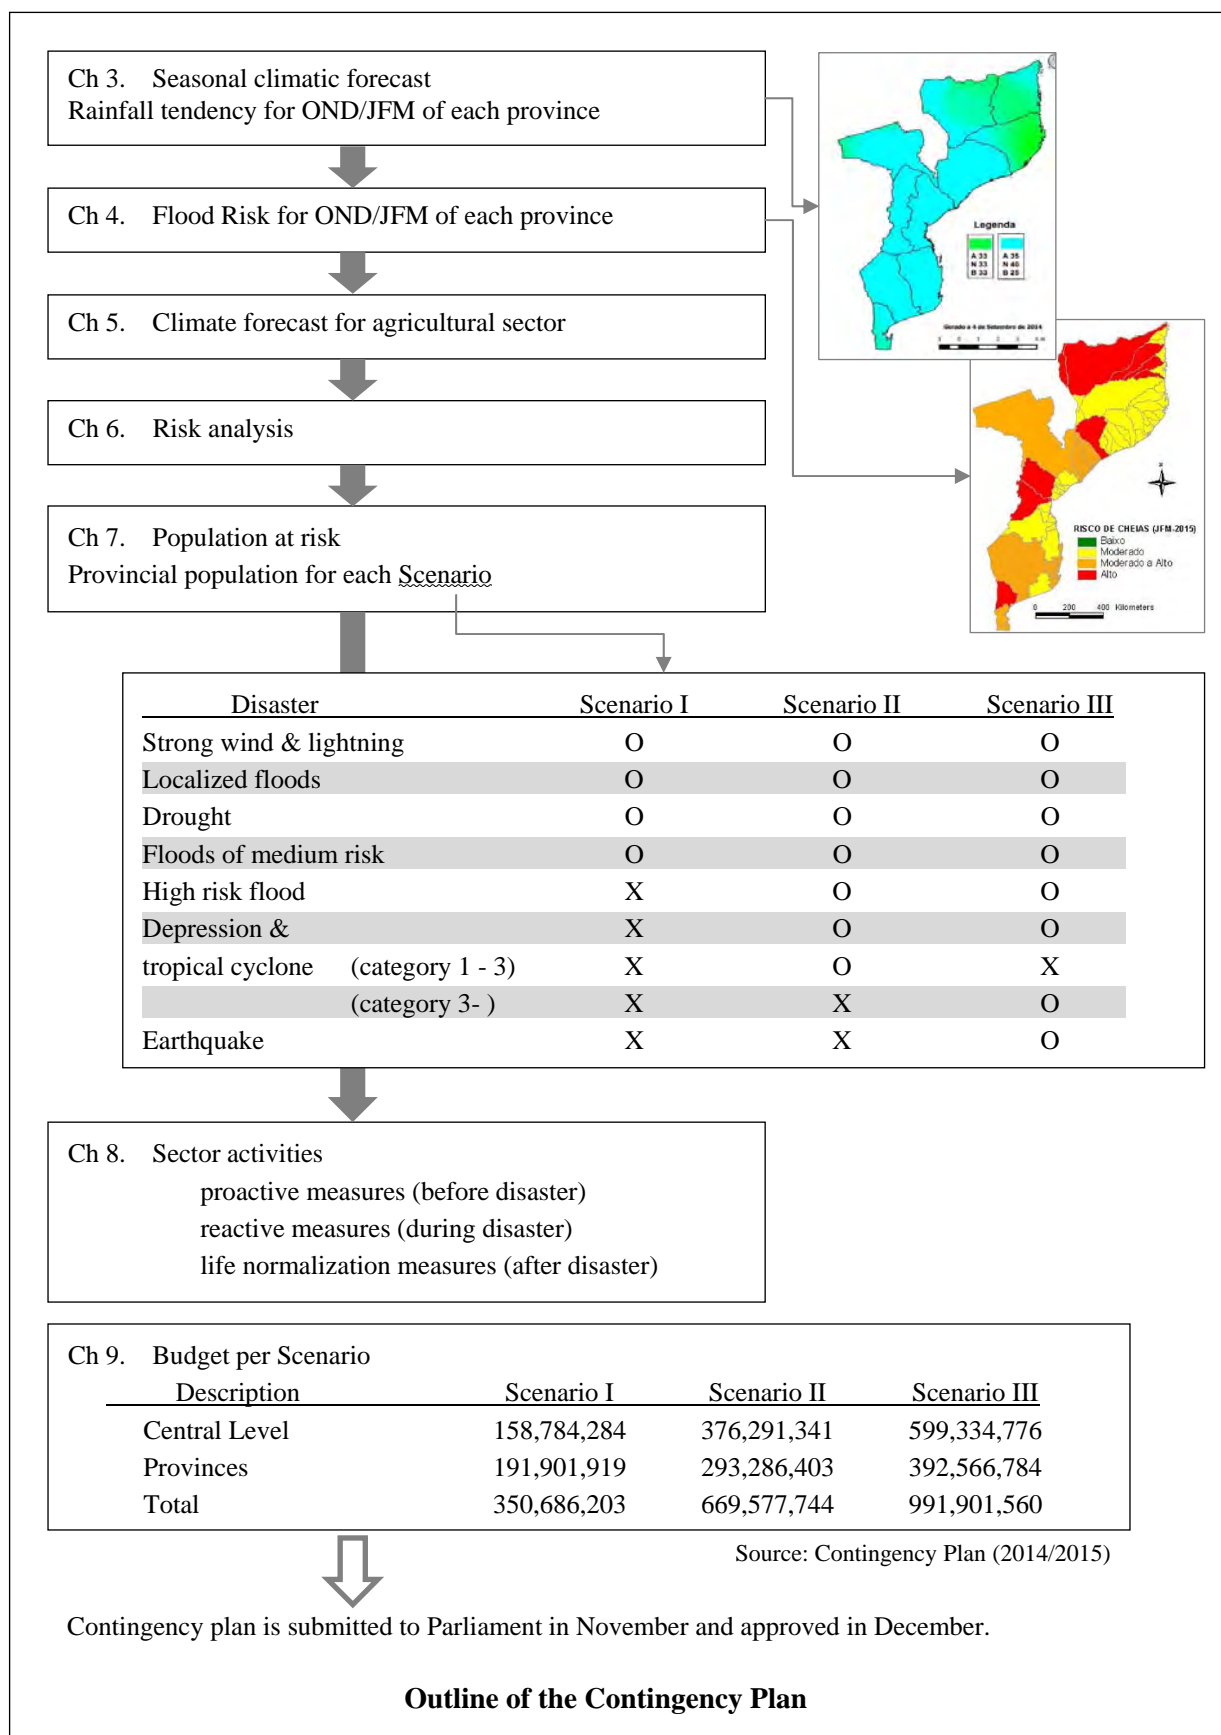 Ch 3. Seasonal climatic forecast
Rainfall tendency for OND/JFM of each province
Ch 4. Flood Risk for OND/JFM of each province
Ch 5. Climate forecast for agricultural sector
Ch 6. Risk analysis
Ch 7. Population at risk
Provincial population for each Scenario
Legenda
A 33 A 35
N 33 N 40
B 33 B 25
Gerado a 4 de Setembro de 2014
RISCO DE CHEIAS (JFM-2015)
Baixo
Moderado
Moderado a Alto
Alto
0 200 400 Kilometers
Disaster Scenario I Scenario II Scenario III
Strong wind & lightning O O O
Localized floods O O O
Drought O O O
Floods of medium risk O O O
High risk flood X O O
Depression & X O O
tropical cyclone (category 1 - 3) X O X
(category 3- ) X X O
Earthquake X X O
Ch 8. Sector activities
proactive measures (before disaster)
reactive measures (during disaster)
life normalization measures (after disaster)
Ch 9. Budget per Scenario
Description Scenario I Scenario II Scenario III
Central Level 158,784,284 376,291,341 599,334,776
Provinces 191,901,919 293,286,403 392,566,784
Total 350,686,203 669,577,744 991,901,560
Source: Contingency Plan (2014/2015)
Contingency plan is submitted to Parliament in November and approved in December.
Outline of the Contingency Plan